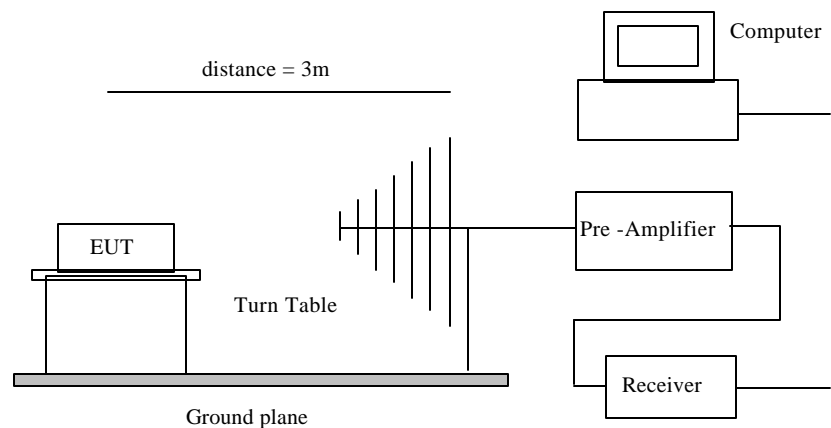 Computer
distance = 3m
Pre -Amplifier
EUT
Turn Table
Receiver
Ground plane